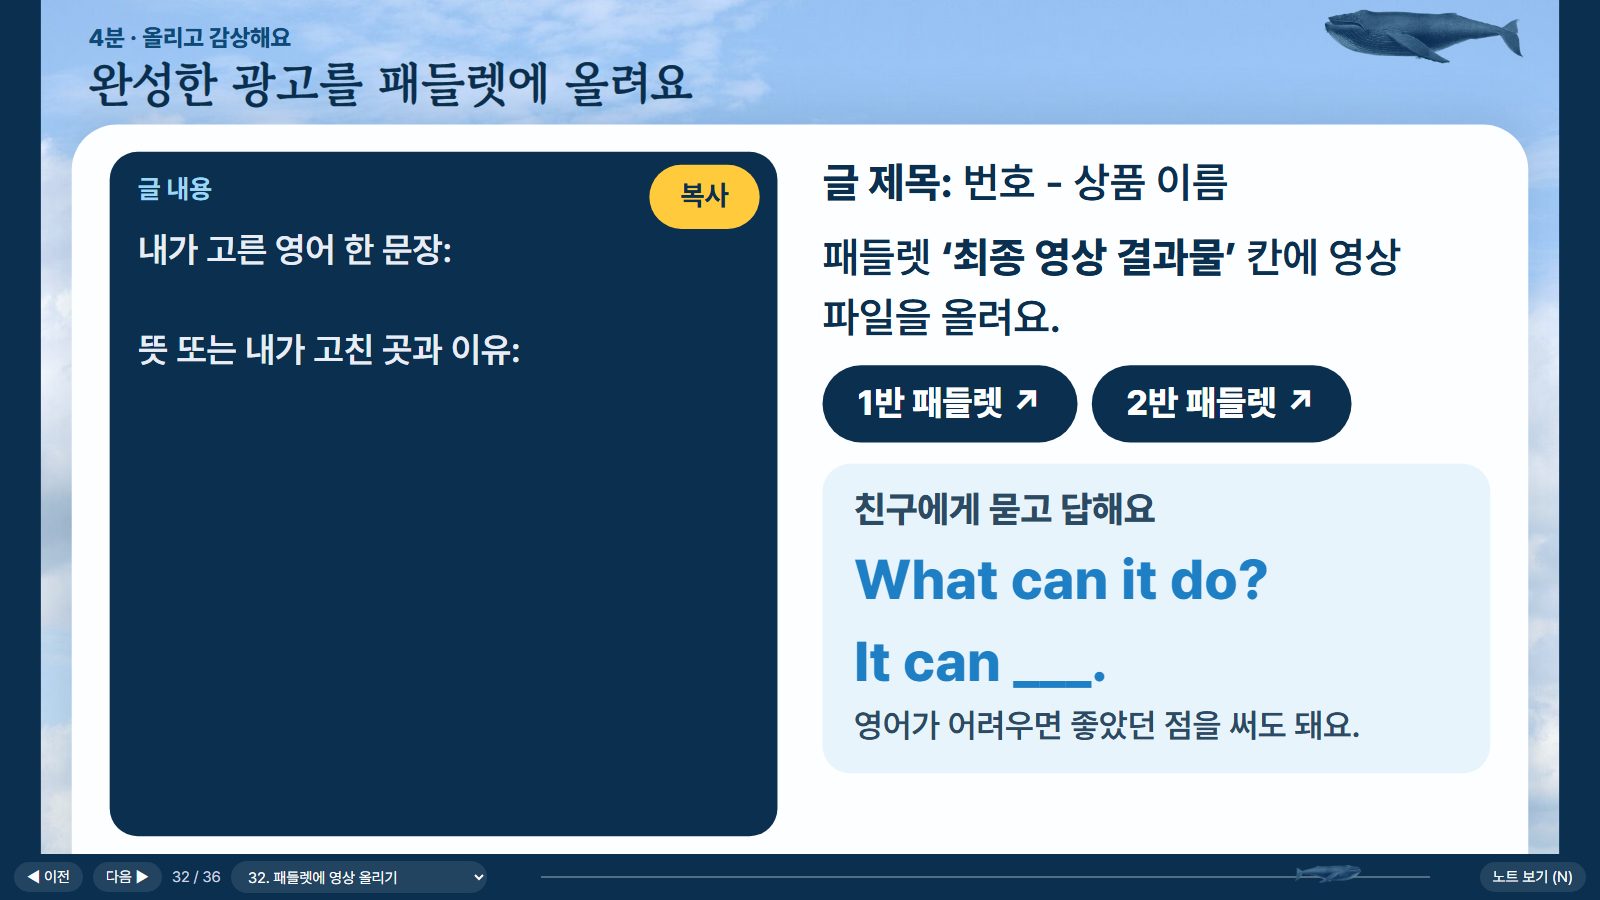 4분 · 올리고 감상해요
완성한 광고를 패들렛에 올려요
글 내용
복사
내가 고른 영어 한 문장:
뜻 또는 내가 고친 곳과 이유:
글 제목: 번호 - 상품 이름
패들렛 ‘최종 영상 결과물’ 칸에 영상
파일을 올려요.
1반 패들렛 ↗
2반 패들렛 ↗
친구에게 묻고 답해요
What can it do?
It can ___.
영어가 어려우면 좋았던 점을 써도 돼요.
◀ 이전
다음 ▶
32 / 36
32. 패들렛에 영상 올리기
노트 보기 (N)